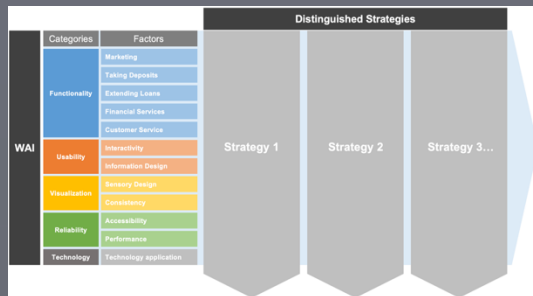 Distinguished Strategies
Categories
Factors
WAI
Functionality
Marketing
Taking Deposits
Extending Loans
Financial Services
Customer Service
Usability
Interactivity
Information Design
Visualization
Sensory Design
Consistency
Reliability
Accessibility
Performance
Technology
Technology application
Strategy 1
Strategy 2
Strategy 3...